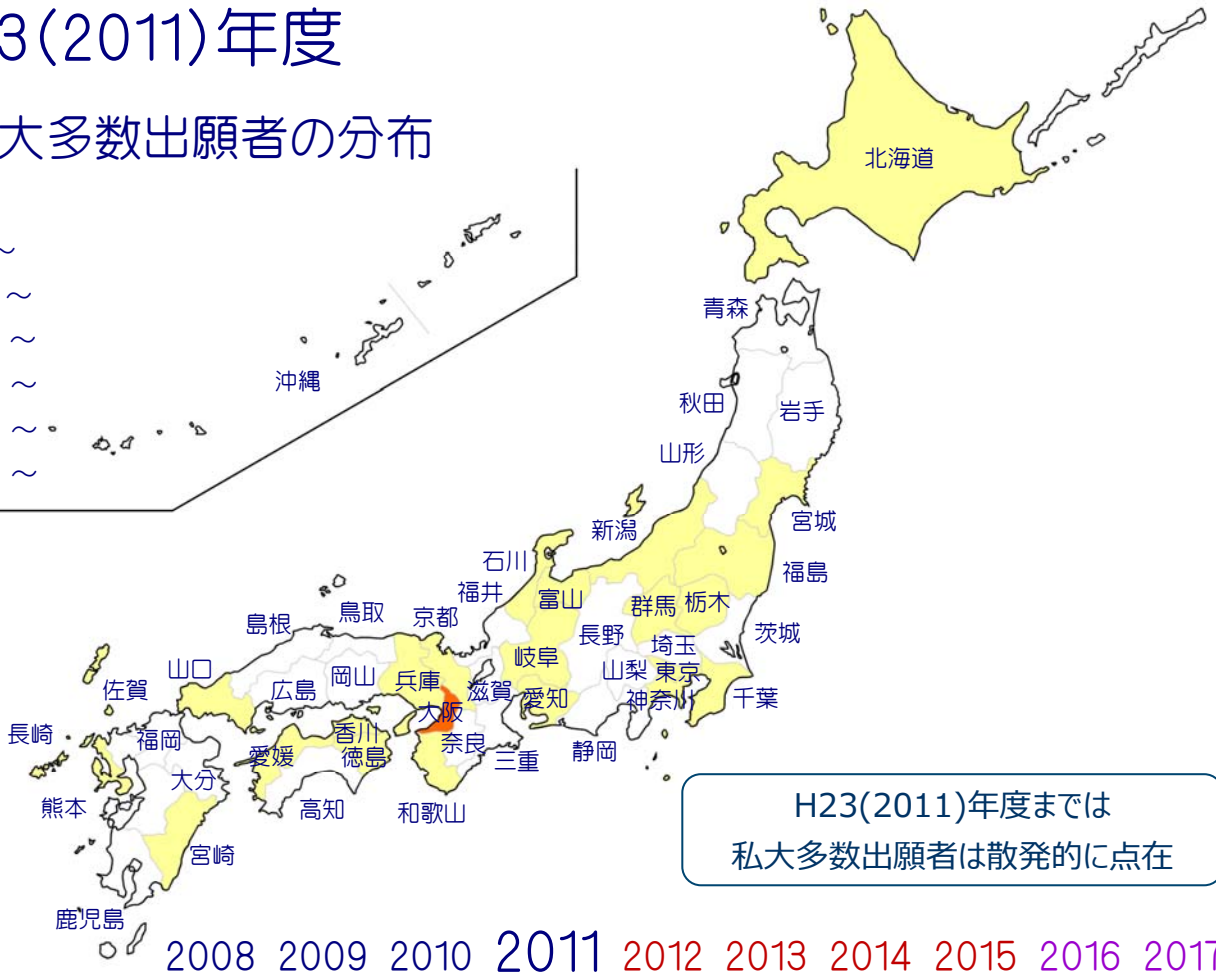 3(2011)年度
大多数出願者の分布
～
～
～
～
～
～
北海道
青森
沖縄
秋田
岩手
山形
宮城
新潟
石川
福島
福井
富山
群馬
栃木
鳥取
京都
島根
長野
埼玉
茨城
岐阜
山口
岡山
兵庫
山梨
東京
佐賀
広島
滋賀
愛知
神奈川
千葉
大阪
長崎
福岡
香川
奈良
愛媛
徳島
三重
静岡
大分
熊本
高知
和歌山
宮崎
鹿児島
H23(2011)年度までは
私大多数出願者は散発的に点在
2008 2009 2010 2011 2012 2013 2014 2015 2016 2017